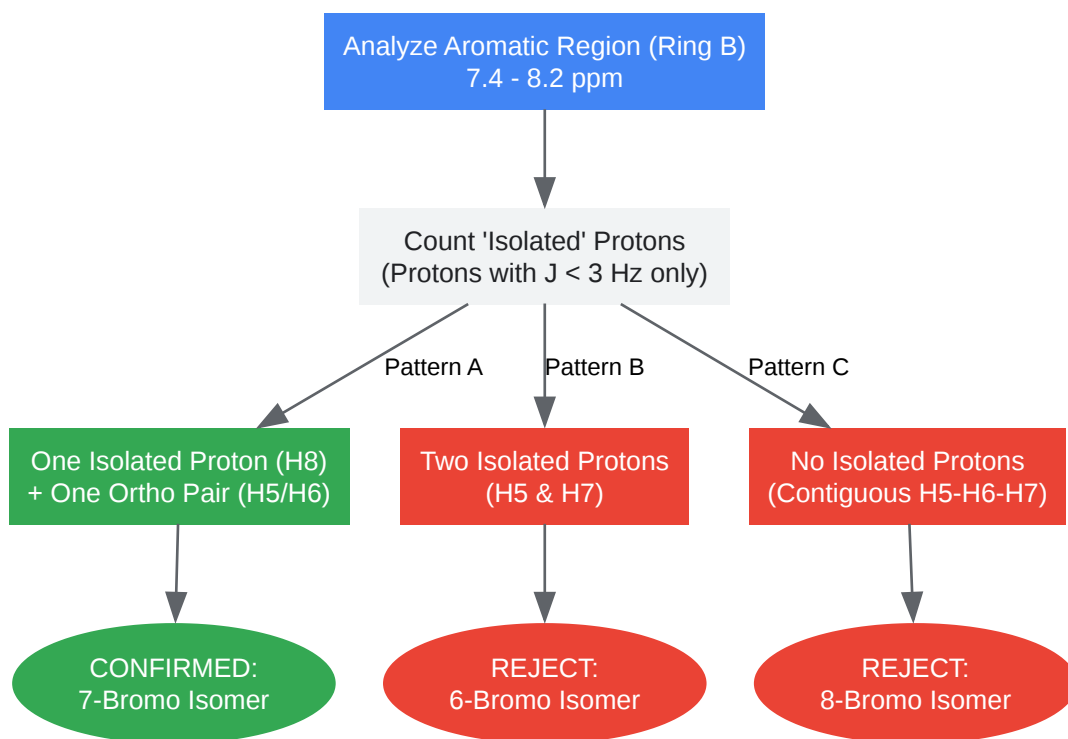 Analyze Aromatic Region (Ring B)
7.4 - 8.2 ppm
Count 'Isolated' Protons
(Protons with J < 3 Hz only)
Pattern A
Pattern B
Pattern C
One Isolated Proton (H8)
+ One Ortho Pair (H5/H6)
Two Isolated Protons
(H5 & H7)
No Isolated Protons
(Contiguous H5-H6-H7)
CONFIRMED:
7-Bromo Isomer
REJECT:
6-Bromo Isomer
REJECT:
8-Bromo Isomer